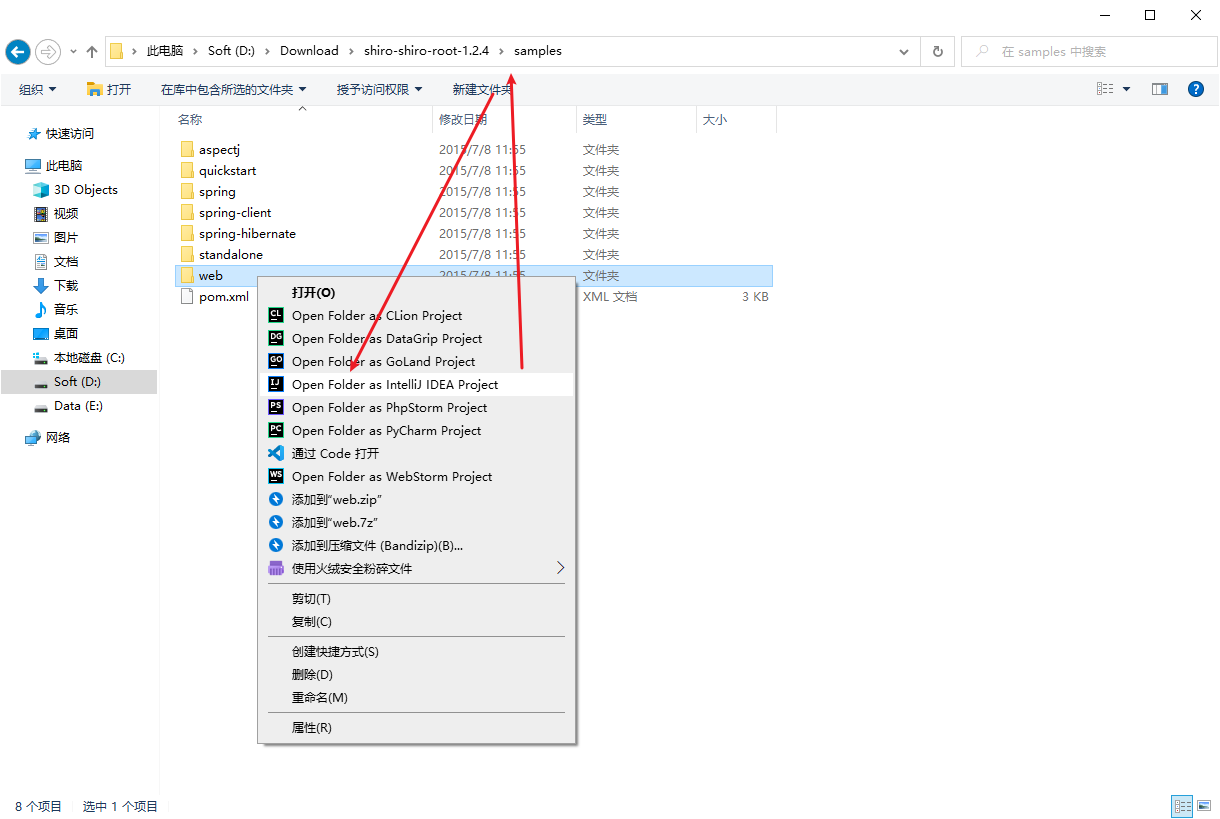 此电脑 › Soft (D:) › Download › shiro-shiro-root-1.2.4 › samples
在 samples 中搜索
组织 打开 在库中包含所选的文件夹 授予访问权限 新建文件夹
名称 修改日期 类型 大小
快速访问
此电脑
3D Objects
视频
图片
文档
下载
音乐
桌面
本地磁盘 (C:)
Soft (D:)
Data (E:)
网络
aspectj 2015/7/8 11:55 文件夹
quickstart 2015/7/8 11:55 文件夹
spring 2015/7/8 11:55 文件夹
spring-client 2015/7/8 11:55 文件夹
spring-hibernate 2015/7/8 11:55 文件夹
standalone 2015/7/8 11:55 文件夹
web 2015/7/8 11:55 文件夹
pom.xml XML 文档 3 KB
打开(O)
CL Open Folder as CLion Project
DG Open Folder as DataGrip Project
GO Open Folder as GoLand Project
IJ Open Folder as IntelliJ IDEA Project
PS Open Folder as PhpStorm Project
PC Open Folder as PyCharm Project
通过 Code 打开
WS Open Folder as WebStorm Project
添加到“web.zip”
添加到“web.7z”
添加到压缩文件 (Bandizip)(B)...
使用火绒安全粉碎文件
剪切(T)
复制(C)
创建快捷方式(S)
删除(D)
重命名(M)
属性(R)
8 个项目 选中 1 个项目